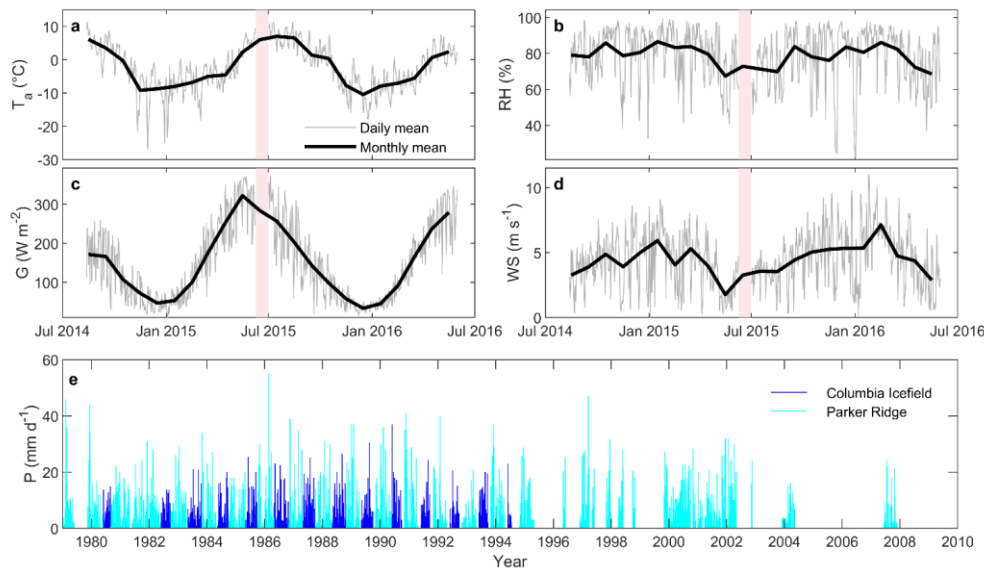 a
T_a (°C)
10
0
-10
-20
-30
Daily mean
Monthly mean
b
RH (%)
100
80
60
40
c
G (W m⁻²)
300
200
100
Jul 2014
Jan 2015
Jul 2015
Jan 2016
Jul 2016
d
WS (m s⁻¹)
10
5
0
Jul 2014
Jan 2015
Jul 2015
Jan 2016
Jul 2016
e
P (mm d⁻¹)
60
40
20
0
Columbia Icefield
Parker Ridge
1980
1982
1984
1986
1988
1990
1992
1994
1996
1998
2000
2002
2004
2006
2008
2010
Year